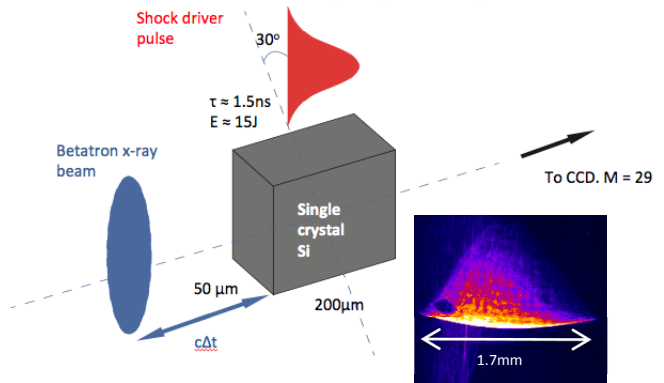 Shock driver
pulse
30°
τ ≈ 1.5ns
E ≈ 15J
Betatron x-ray
beam
To CCD. M = 29
Single
crystal
Si
50 μm
200μm
cΔt
1.7mm